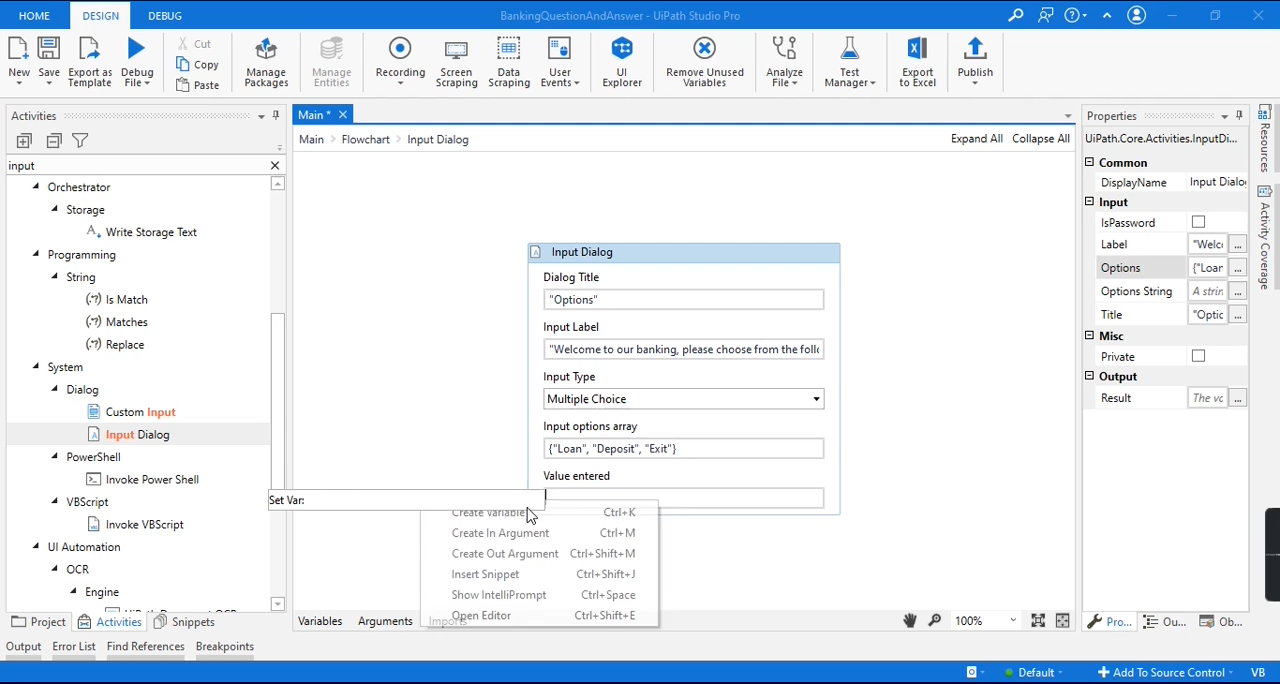 HOME
DESIGN
DEBUG
BankingQuestionAndAnswer - UiPath Studio Pro
New
Save
Export as Template
Debug File
Cut
Copy
Paste
Manage Packages
Manage Entities
Recording
Screen Scraping
Data Scraping
User Events
UI Explorer
Remove Unused Variables
Analyze File
Test Manager
Export to Excel
Publish
Activities
input
Orchestrator
Storage
Write Storage Text
Programming
String
Is Match
Matches
Replace
System
Dialog
Custom Input
Input Dialog
PowerShell
Invoke Power Shell
VBScript
Invoke VBScript
UI Automation
OCR
Engine
Project
Activities
Snippets
Main *
Main > Flowchart > Input Dialog
Expand All
Collapse All
Input Dialog
Dialog Title
"Options"
Input Label
"Welcome to our banking, please choose from the follo
Input Type
Multiple Choice
Input options array
{"Loan", "Deposit", "Exit"}
Value entered
Set Var:
Create Variable Ctrl+K
Create In Argument Ctrl+M
Create Out Argument Ctrl+Shift+M
Insert Snippet Ctrl+Shift+J
Show IntelliPrompt Ctrl+Space
Open Editor Ctrl+Shift+E
Variables
Arguments
Imports
100%
Properties
UiPath.Core.Activities.InputDi...
Common
DisplayName Input Dialo
Input
IsPassword
Label "Welc ...
Options {"Loan ...
Options String A strin ...
Title "Optic ...
Misc
Private
Output
Result The va ...
Pro...
Ou...
Ob...
Resources
Activity Coverage
Output
Error List
Find References
Breakpoints
Default
Add To Source Control
VB